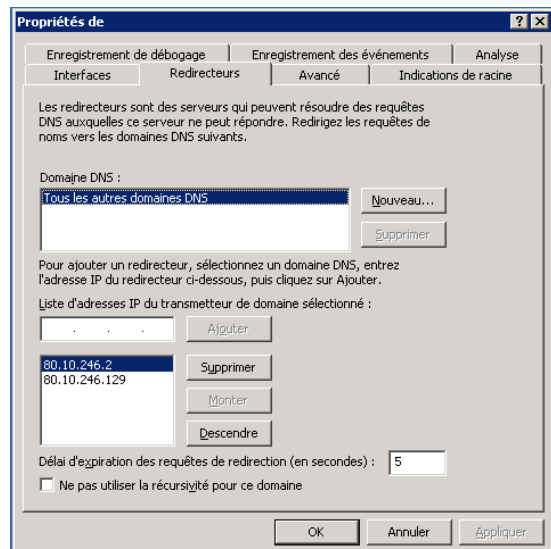 Propriétés de
Enregistrement de débogage
Enregistrement des événements
Analyse
Interfaces
Redirecteurs
Avancé
Indications de racine
Les redirecteurs sont des serveurs qui peuvent résoudre des requêtes
DNS auxquelles ce serveur ne peut répondre. Redirigez les requêtes de
noms vers les domaines DNS suivants.
Domaine DNS :
Tous les autres domaines DNS
Nouveau...
Supprimer
Pour ajouter un redirecteur, sélectionnez un domaine DNS, entrez
l'adresse IP du redirecteur ci-dessous, puis cliquez sur Ajouter.
Liste d'adresses IP du transmetteur de domaine sélectionné :
. . .
Ajouter
80.10.246.2
80.10.246.129
Supprimer
Monter
Descendre
Délai d'expiration des requêtes de redirection (en secondes) :
5
Ne pas utiliser la récursivité pour ce domaine
OK
Annuler
Appliquer